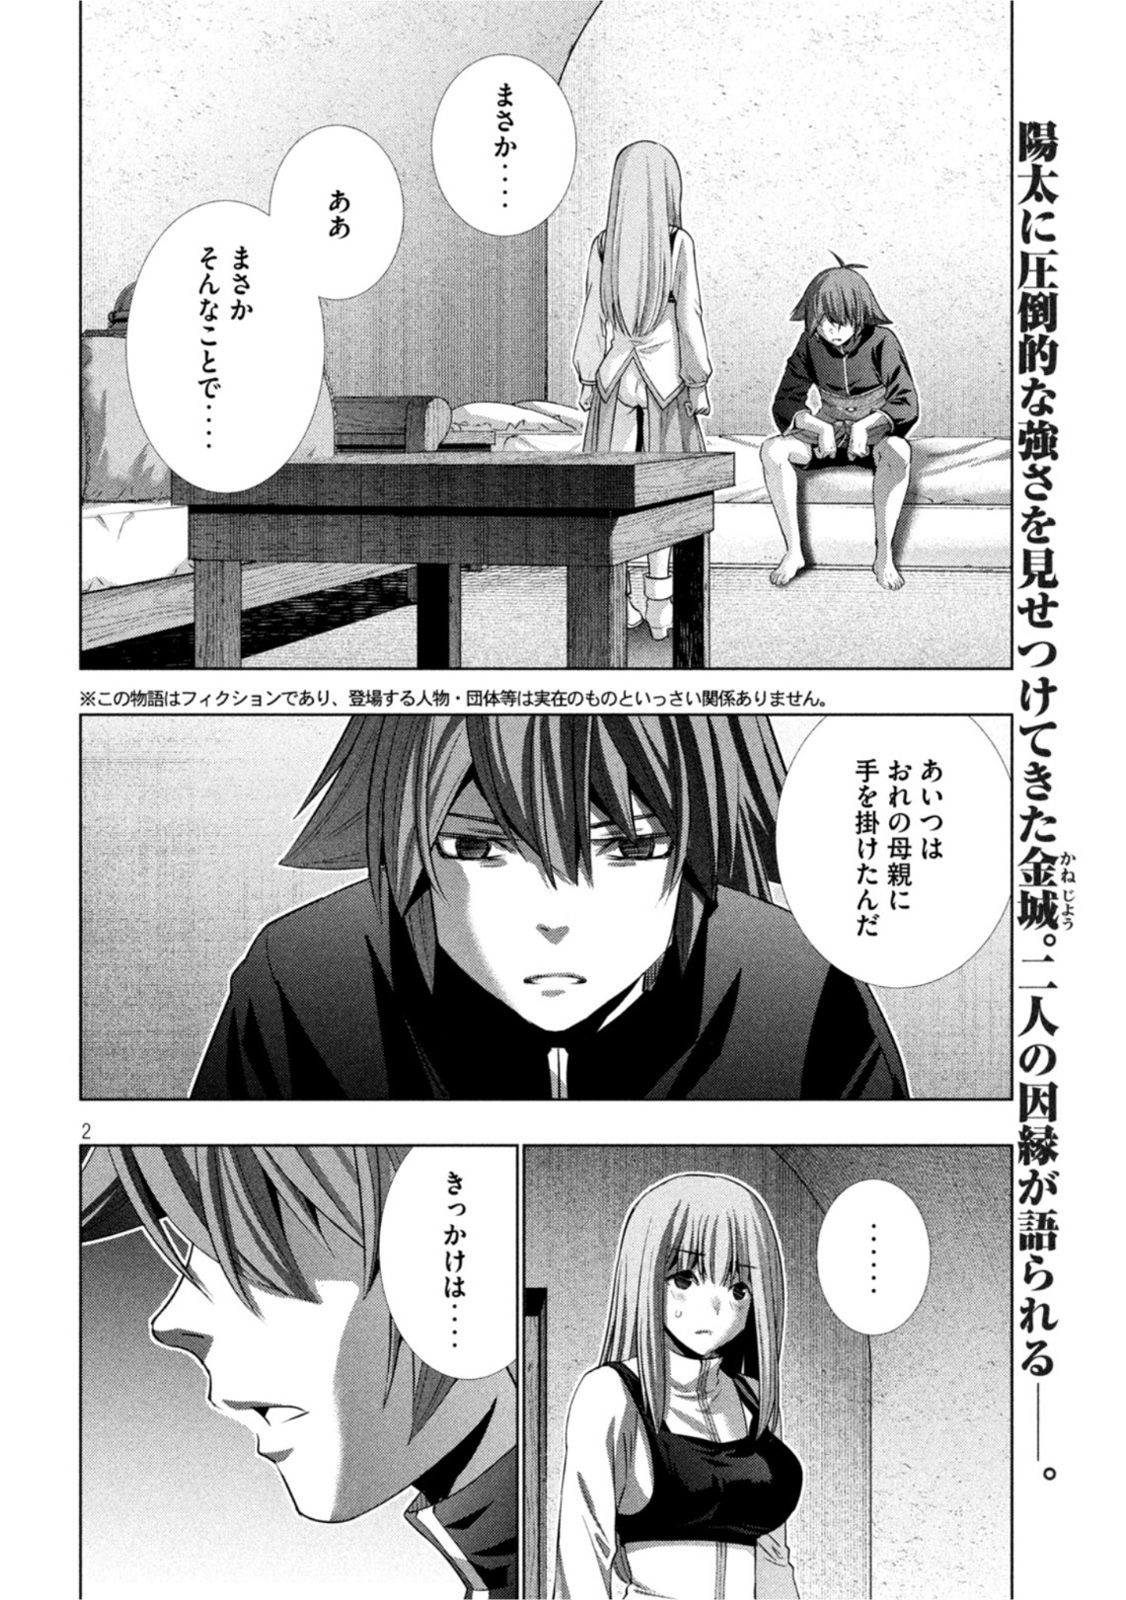 陽太に圧倒的な強さを見せつけてきた金城。二人の因縁が語られる――。
かねじょう
まさか‥‥
ああ
まさか
そんなことで‥‥
※この物語はフィクションであり、登場する人物・団体等は実在のものといっさい関係ありません。
あいつは
おれの母親に
手を掛けたんだ
2
‥‥‥
きっかけは‥‥